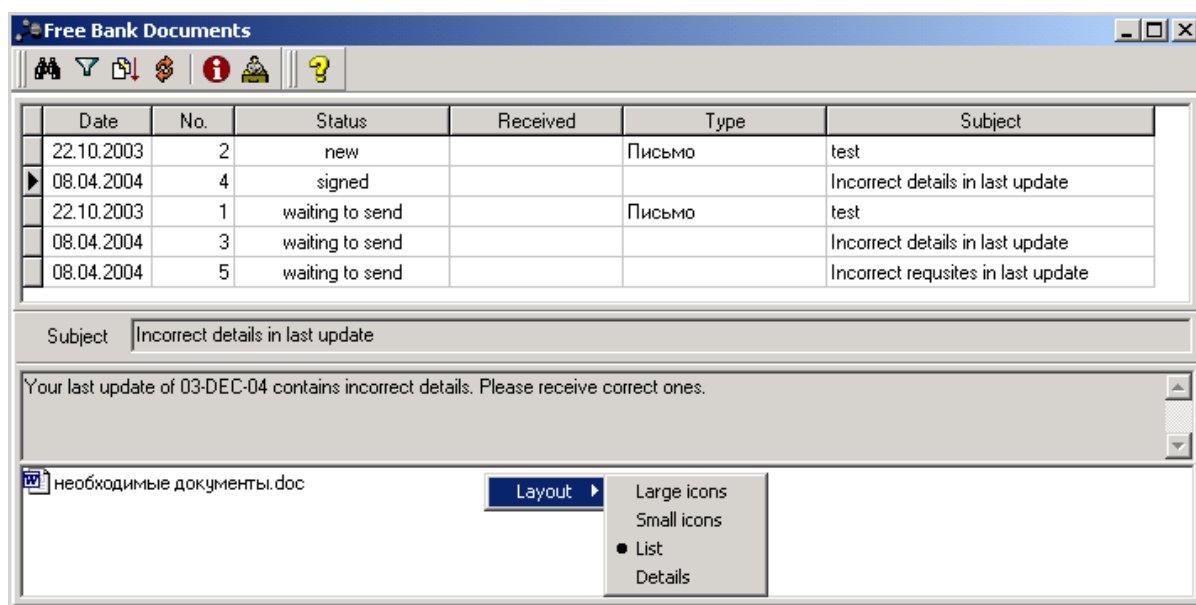 Free Bank Documents
Date No. Status Received Type Subject
22.10.2003 2 new Письмо test
08.04.2004 4 signed Incorrect details in last update
22.10.2003 1 waiting to send Письмо test
08.04.2004 3 waiting to send Incorrect details in last update
08.04.2004 5 waiting to send Incorrect requsites in last update
Subject Incorrect details in last update
Your last update of 03-DEC-04 contains incorrect details. Please receive correct ones.
необходимые документы.doc
Layout
Large icons
Small icons
List
Details